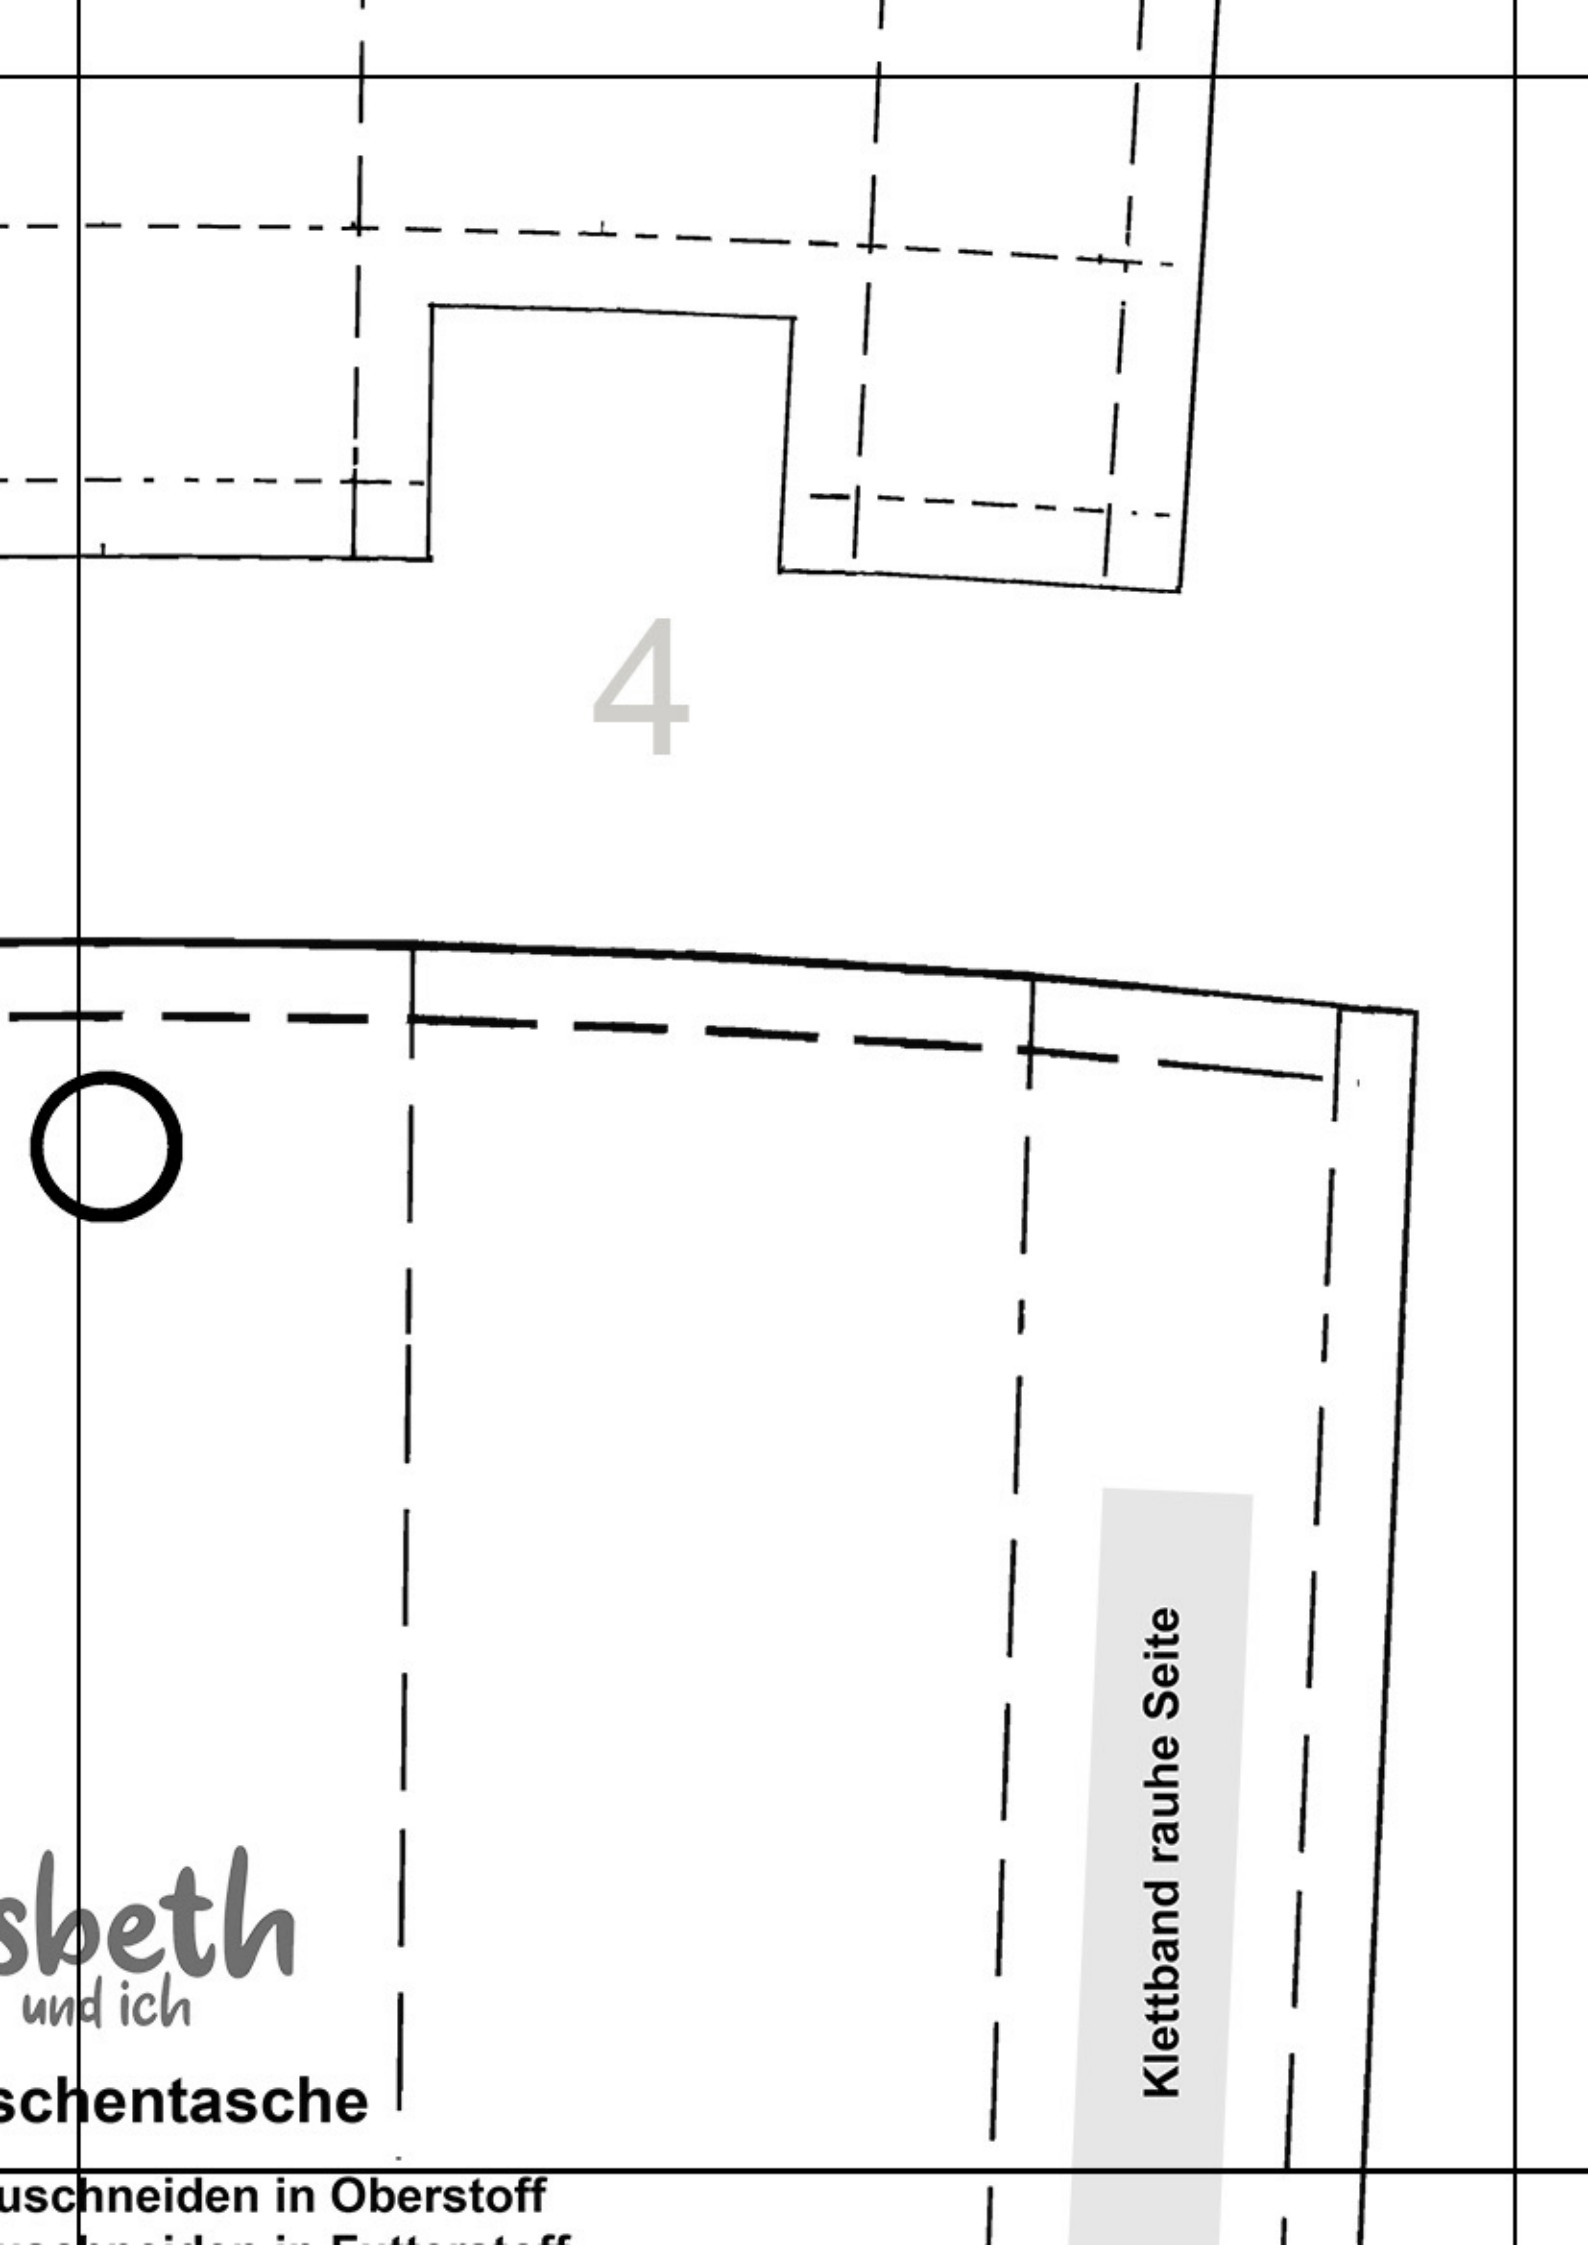 4
Klettband rauhe Seite
sbeth
und ich
schentasche
uschneiden in Oberstoff